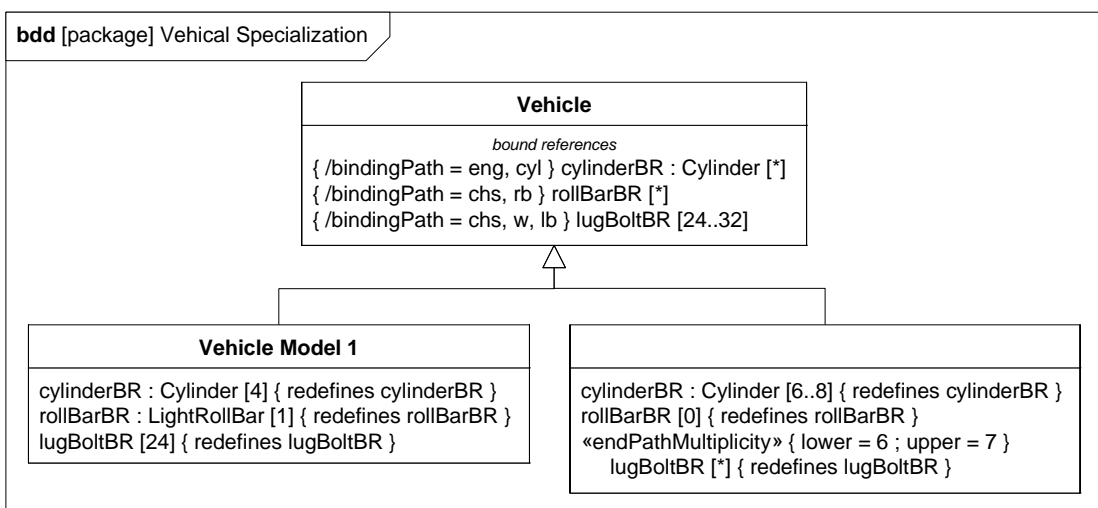 bdd [package] Vehical Specialization
Vehicle
bound references
{ /bindingPath = eng, cyl } cylinderBR : Cylinder [*]
{ /bindingPath = chs, rb } rollBarBR [*]
{ /bindingPath = chs, w, lb } lugBoltBR [24..32]
Vehicle Model 1
cylinderBR : Cylinder [4] { redefines cylinderBR }
rollBarBR : LightRollBar [1] { redefines rollBarBR }
lugBoltBR [24] { redefines lugBoltBR }
cylinderBR : Cylinder [6..8] { redefines cylinderBR }
rollBarBR [0] { redefines rollBarBR }
«endPathMultiplicity» { lower = 6 ; upper = 7 }
lugBoltBR [*] { redefines lugBoltBR }